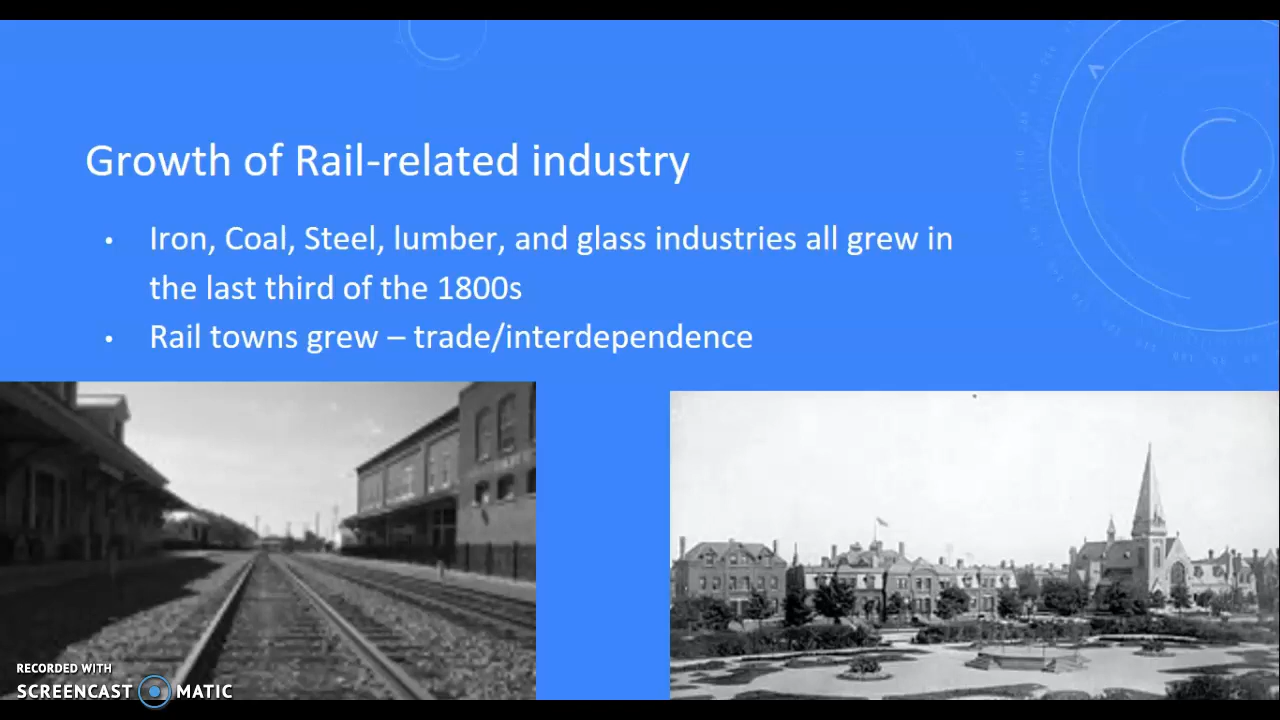 Growth of Rail-related industry
• Iron, Coal, Steel, lumber, and glass industries all grew in
the last third of the 1800s
• Rail towns grew – trade/interdependence
RECORDED WITH
SCREENCAST MATIC